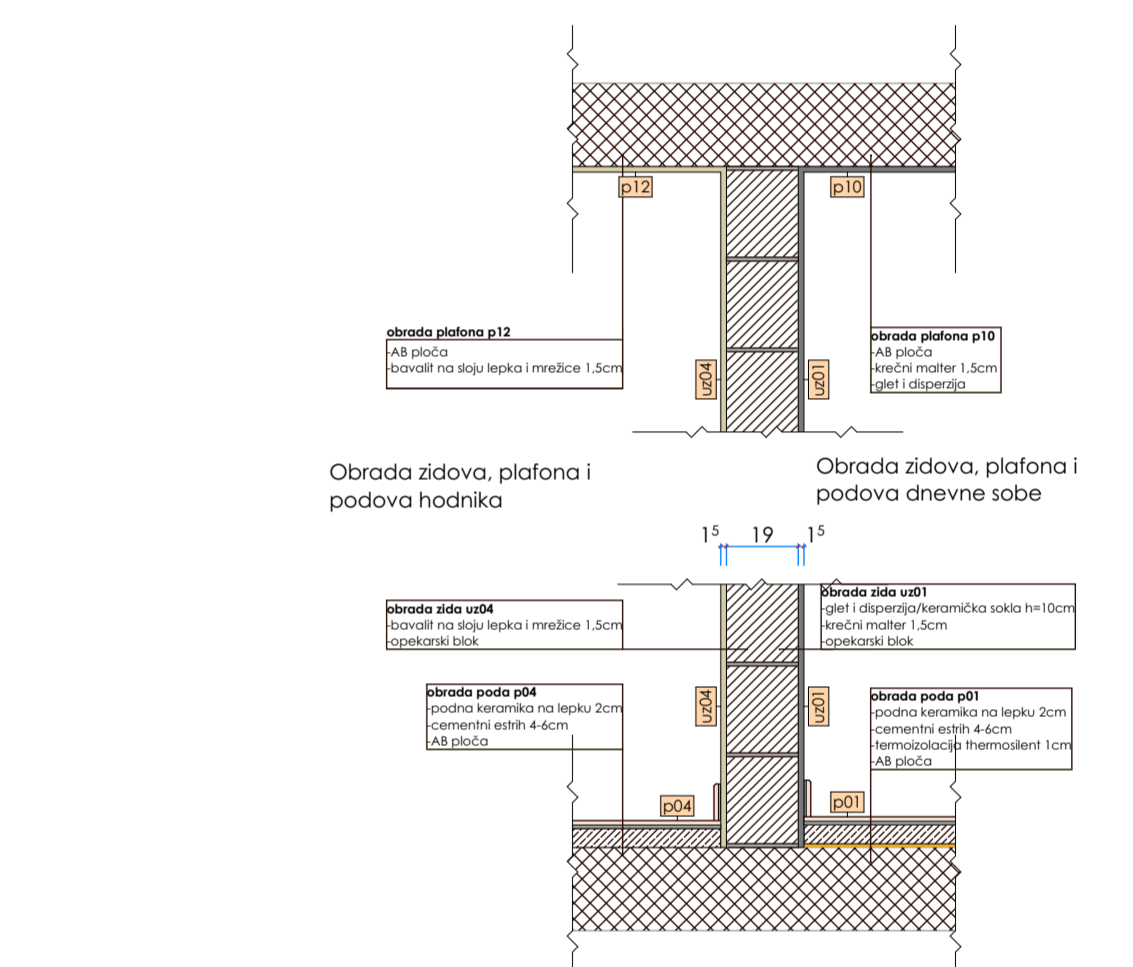 p12
p10
obrada plafona p12
-AB ploča
-bavalit na sloju lepka i mrežice 1,5cm
obrada plafona p10
-AB ploča
-krečni malter 1,5cm
-glet i disperzija
uz04
uz01
Obrada zidova, plafona i
podova hodnika
Obrada zidova, plafona i
podova dnevne sobe
1⁵ 19 1⁵
obrada zida uz04
-bavalit na sloju lepka i mrežice 1,5cm
-opekarski blok
obrada zida uz01
-glet i disperzija/keramička sokla h=10cm
-krečni malter 1,5cm
-opekarski blok
uz04
uz01
obrada poda p04
-podna keramika na lepku 2cm
-cementni estrih 4-6cm
-AB ploča
obrada poda p01
-podna keramika na lepku 2cm
-cementni estrih 4-6cm
-termoizolacija thermosilent 1cm
-AB ploča
p04
p01